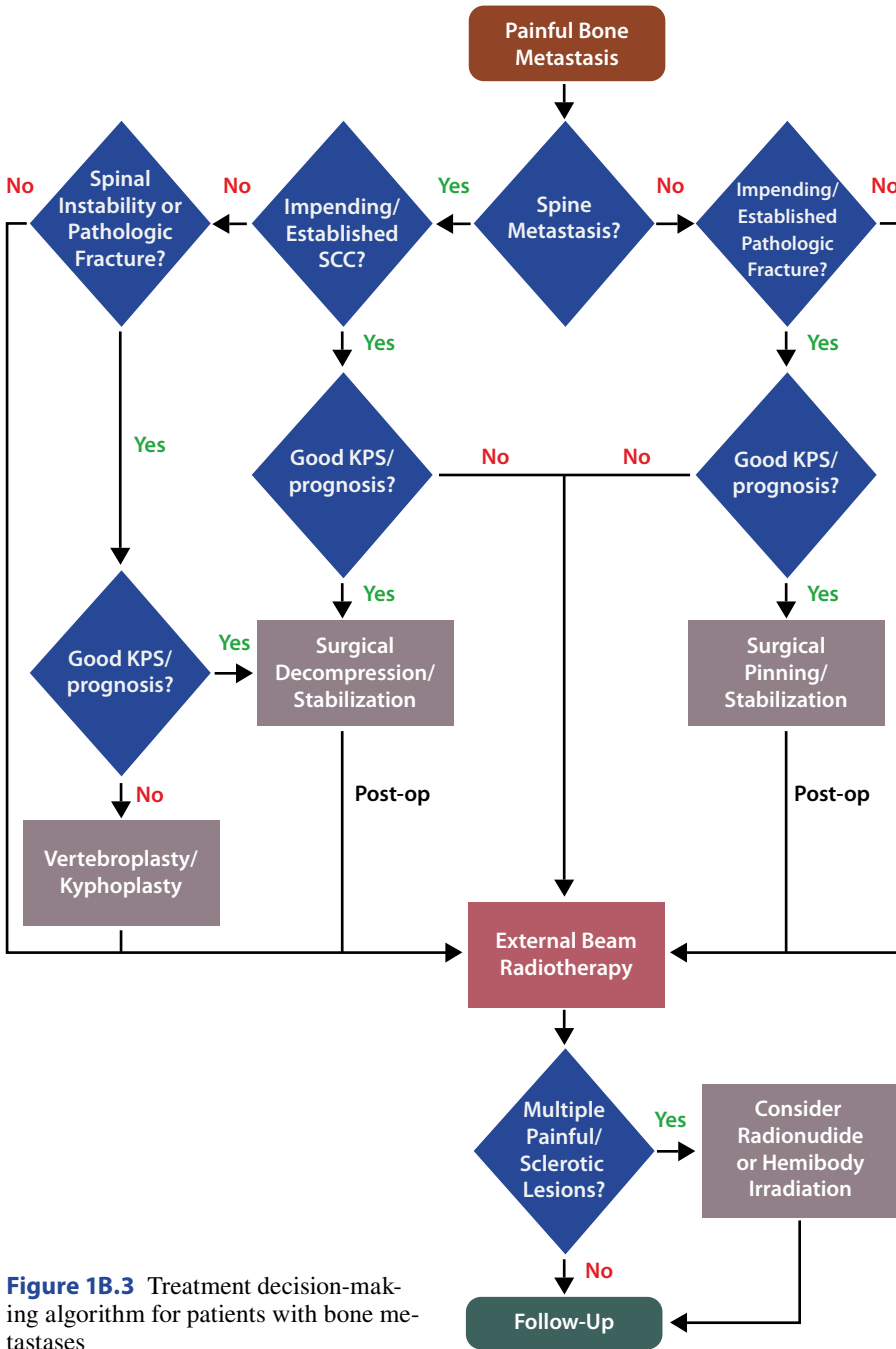 Painful Bone
Metastasis
No
Spinal
Instability or
Pathologic
Fracture?
No
Impending/
Established
SCC?
Yes
Spine
Metastasis?
No
Impending/
Established
Pathologic
Fracture?
No
Yes
Yes
Yes
Good KPS/
prognosis?
No
No
Good KPS/
prognosis?
Yes
Yes
Good KPS/
prognosis?
Yes
Surgical
Decompression/
Stabilization
Surgical
Pinning/
Stabilization
No
Post-op
Post-op
Vertebroplasty/
Kyphoplasty
External Beam
Radiotherapy
Multiple
Painful/
Sclerotic
Lesions?
Yes
Consider
Radionudide
or Hemibody
Irradiation
No
Follow-Up
Figure 1B.3 Treatment decision-mak-
ing algorithm for patients with bone me-
tastases